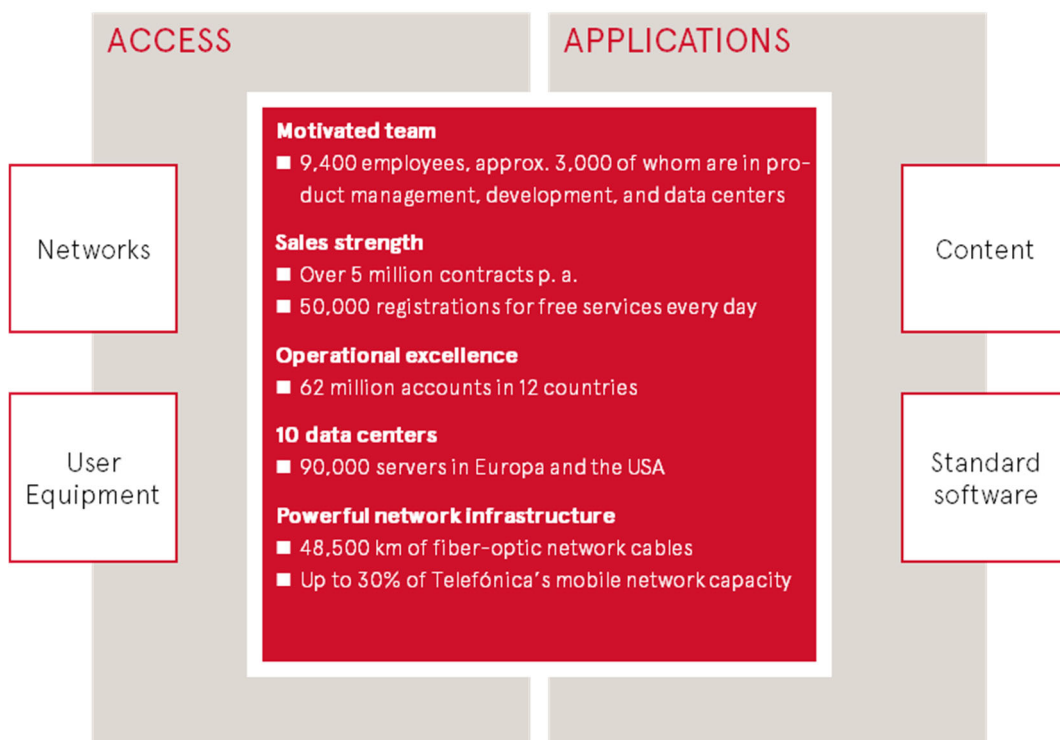 ACCESS
APPLICATIONS
Networks
User
Equipment
Motivated team
■ 9,400 employees, approx. 3,000 of whom are in pro-
duct management, development, and data centers
Sales strength
■ Over 5 million contracts p. a.
■ 50,000 registrations for free services every day
Operational excellence
■ 62 million accounts in 12 countries
10 data centers
■ 90,000 servers in Europa and the USA
Powerful network infrastructure
■ 48,500 km of fiber-optic network cables
■ Up to 30% of Telefónica's mobile network capacity
Content
Standard
software